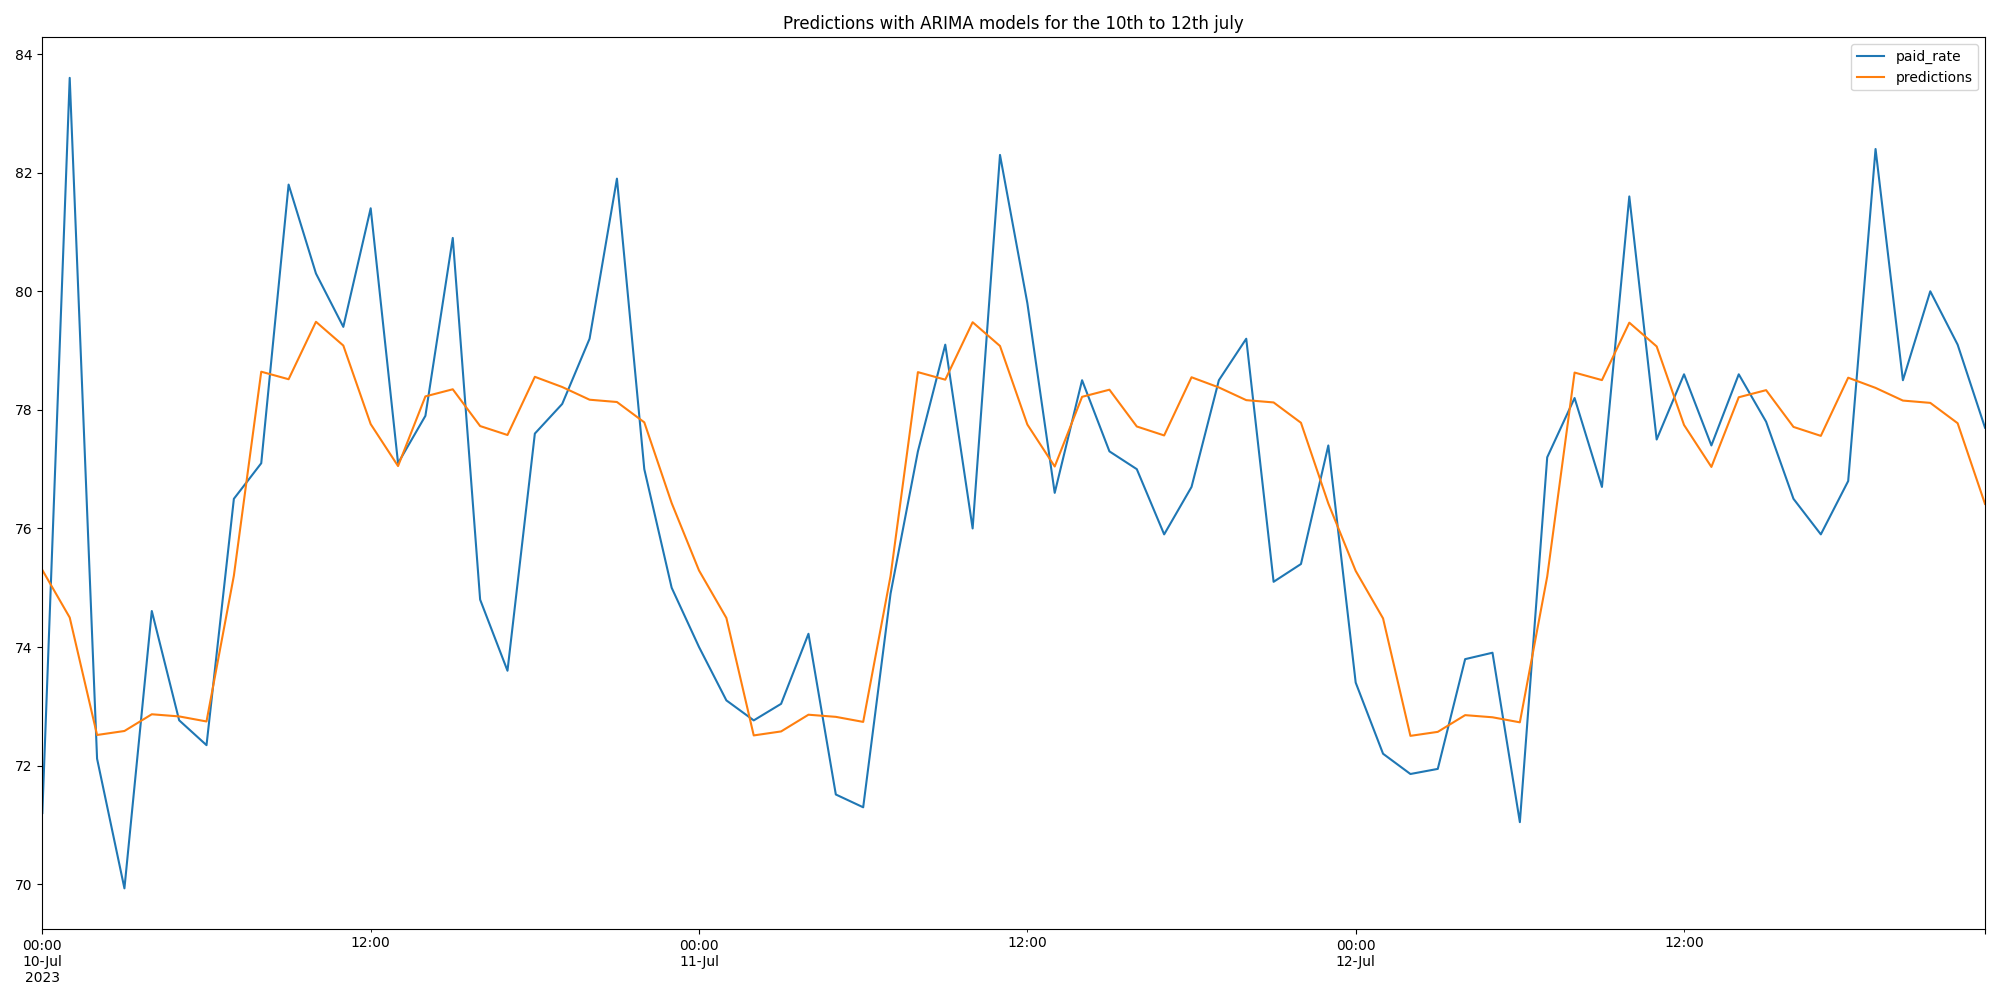 Predictions with ARIMA models for the 10th to 12th july
paid_rate
predictions
84
82
80
78
76
74
72
70
00:00
10-Jul
2023
12:00
00:00
11-Jul
12:00
00:00
12-Jul
12:00